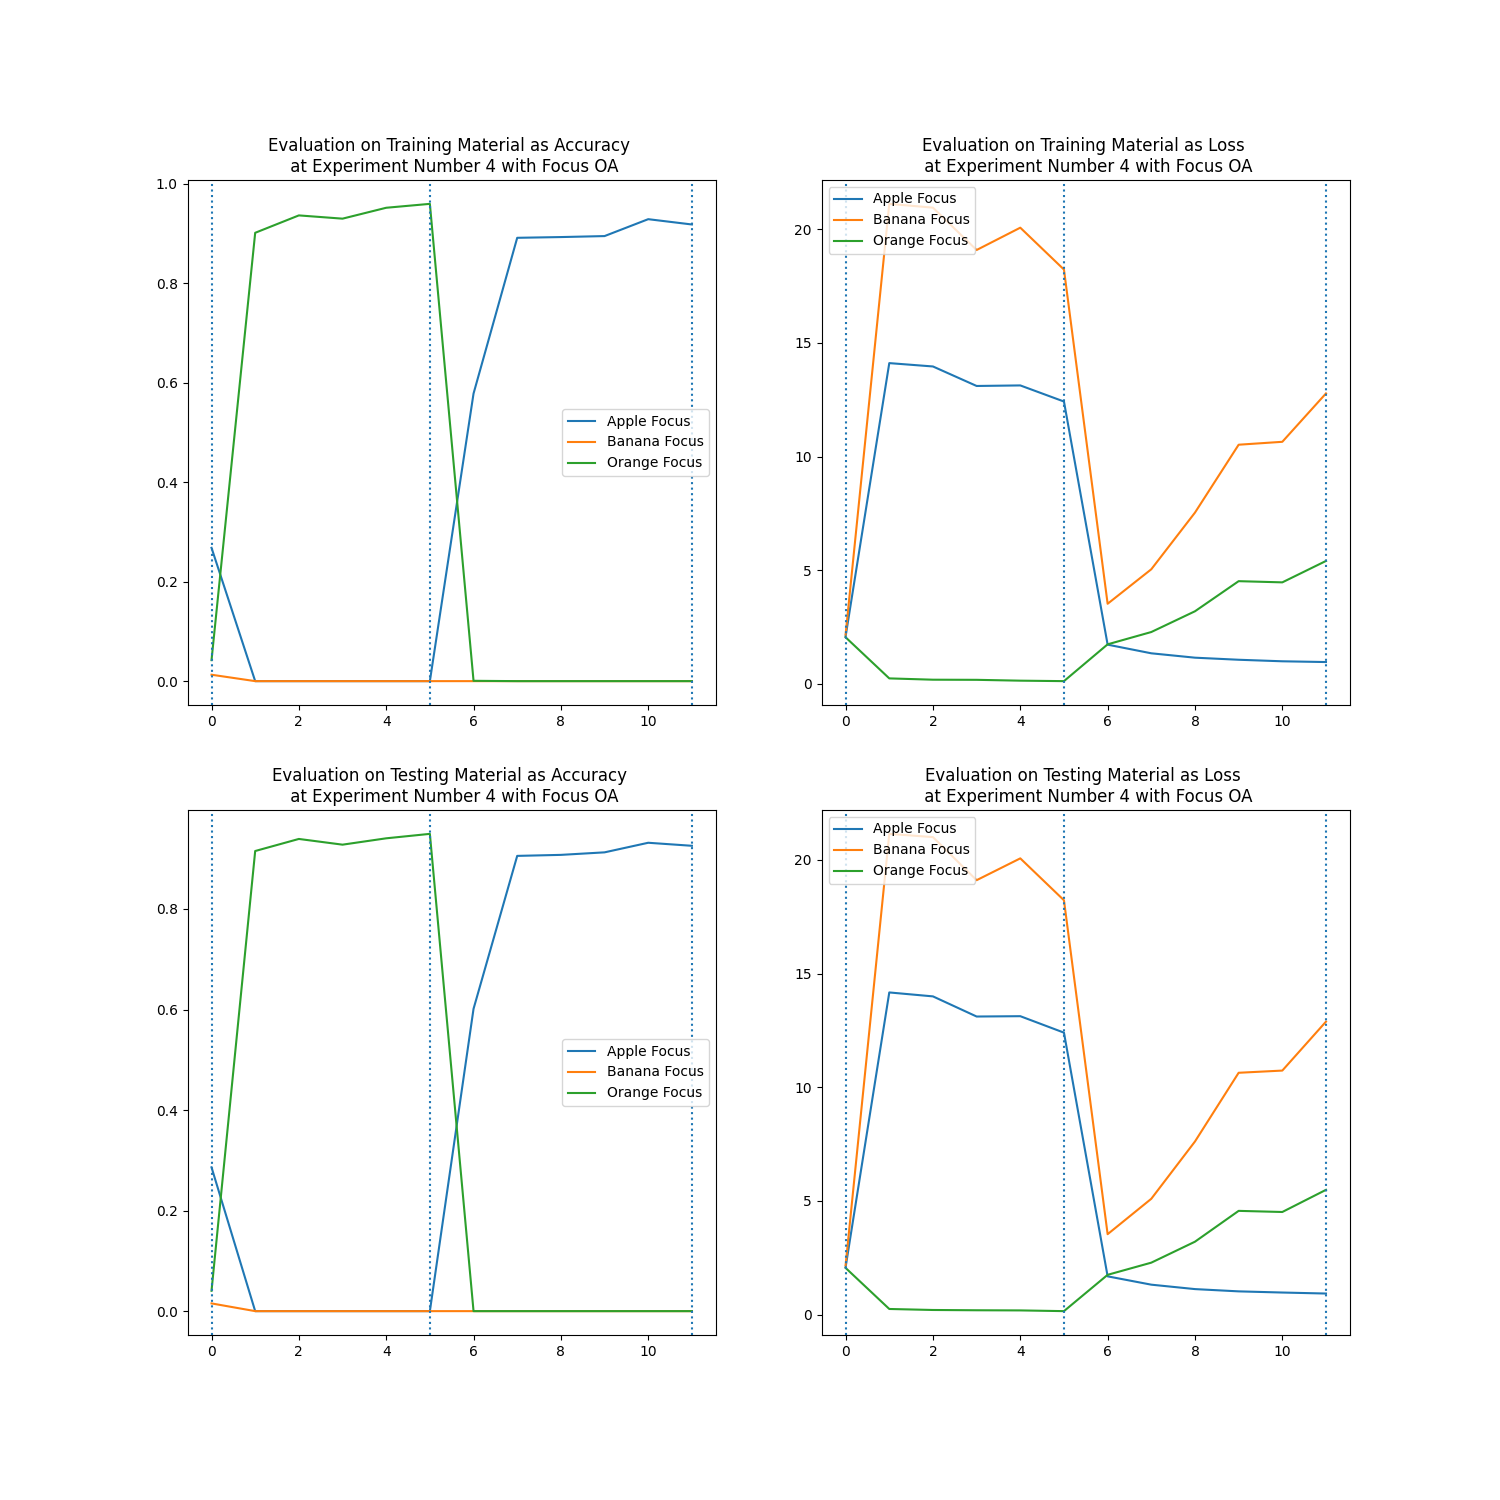 Evaluation on Training Material as Accuracy
at Experiment Number 4 with Focus OA
1.0
0.8
0.6
0.4
0.2
0.0
Apple Focus
Banana Focus
Orange Focus
0 2 4 6 8 10
Evaluation on Training Material as Loss
at Experiment Number 4 with Focus OA
Apple Focus
Banana Focus
Orange Focus
20
15
10
5
0
0 2 4 6 8 10
Evaluation on Testing Material as Accuracy
at Experiment Number 4 with Focus OA
0.8
0.6
0.4
0.2
0.0
Apple Focus
Banana Focus
Orange Focus
0 2 4 6 8 10
Evaluation on Testing Material as Loss
at Experiment Number 4 with Focus OA
Apple Focus
Banana Focus
Orange Focus
20
15
10
5
0
0 2 4 6 8 10